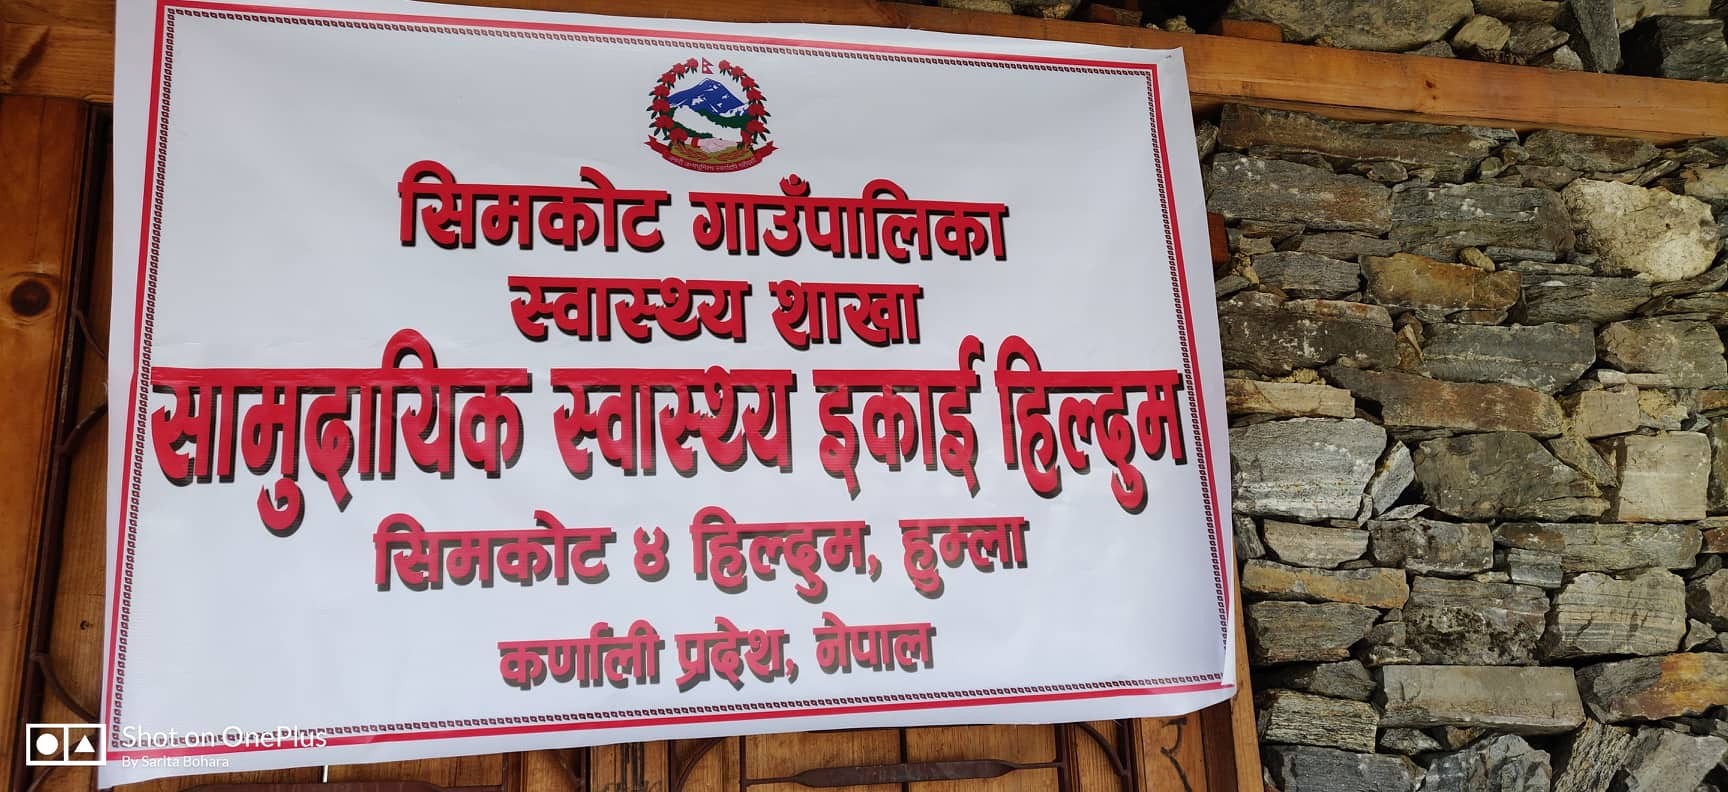 सिमकोट गाउँपालिका
स्वास्थ्य शाखा
सामुदायिक स्वास्थ्य इकाई हिल्दुम
सिमकोट ४ हिल्दुम, हुम्ला
कर्णाली प्रदेश, नेपाल
Shot on OnePlus
By Sarita Bohara